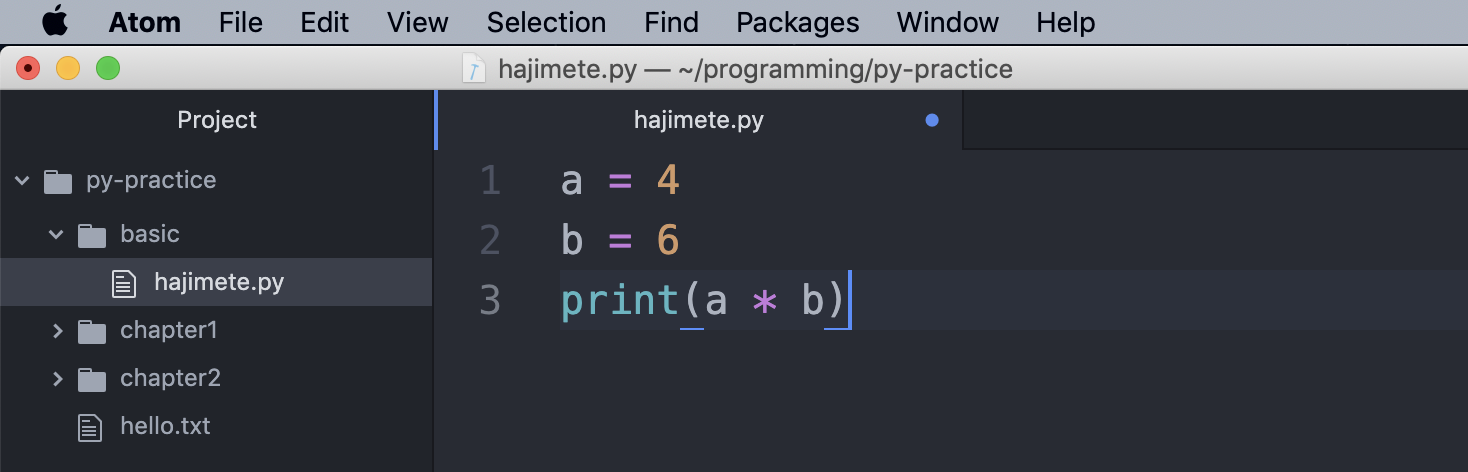 Atom File Edit View Selection Find Packages Window Help
hajimete.py — ~/programming/py-practice
Project
py-practice
basic
hajimete.py
chapter1
chapter2
hello.txt
hajimete.py
1 a = 4
2 b = 6
3 print(a * b)